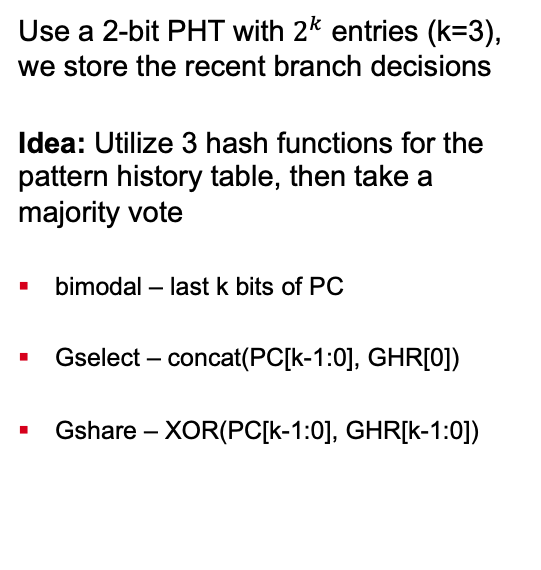 Use a 2-bit PHT with 2^k entries (k=3),
we store the recent branch decisions
Idea: Utilize 3 hash functions for the
pattern history table, then take a
majority vote
▪ bimodal – last k bits of PC
▪ Gselect – concat(PC[k-1:0], GHR[0])
▪ Gshare – XOR(PC[k-1:0], GHR[k-1:0])